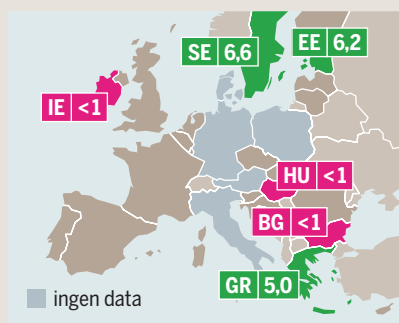 SE 6,6
EE 6,2
IE <1
HU <1
BG <1
GR 5,0
ingen data